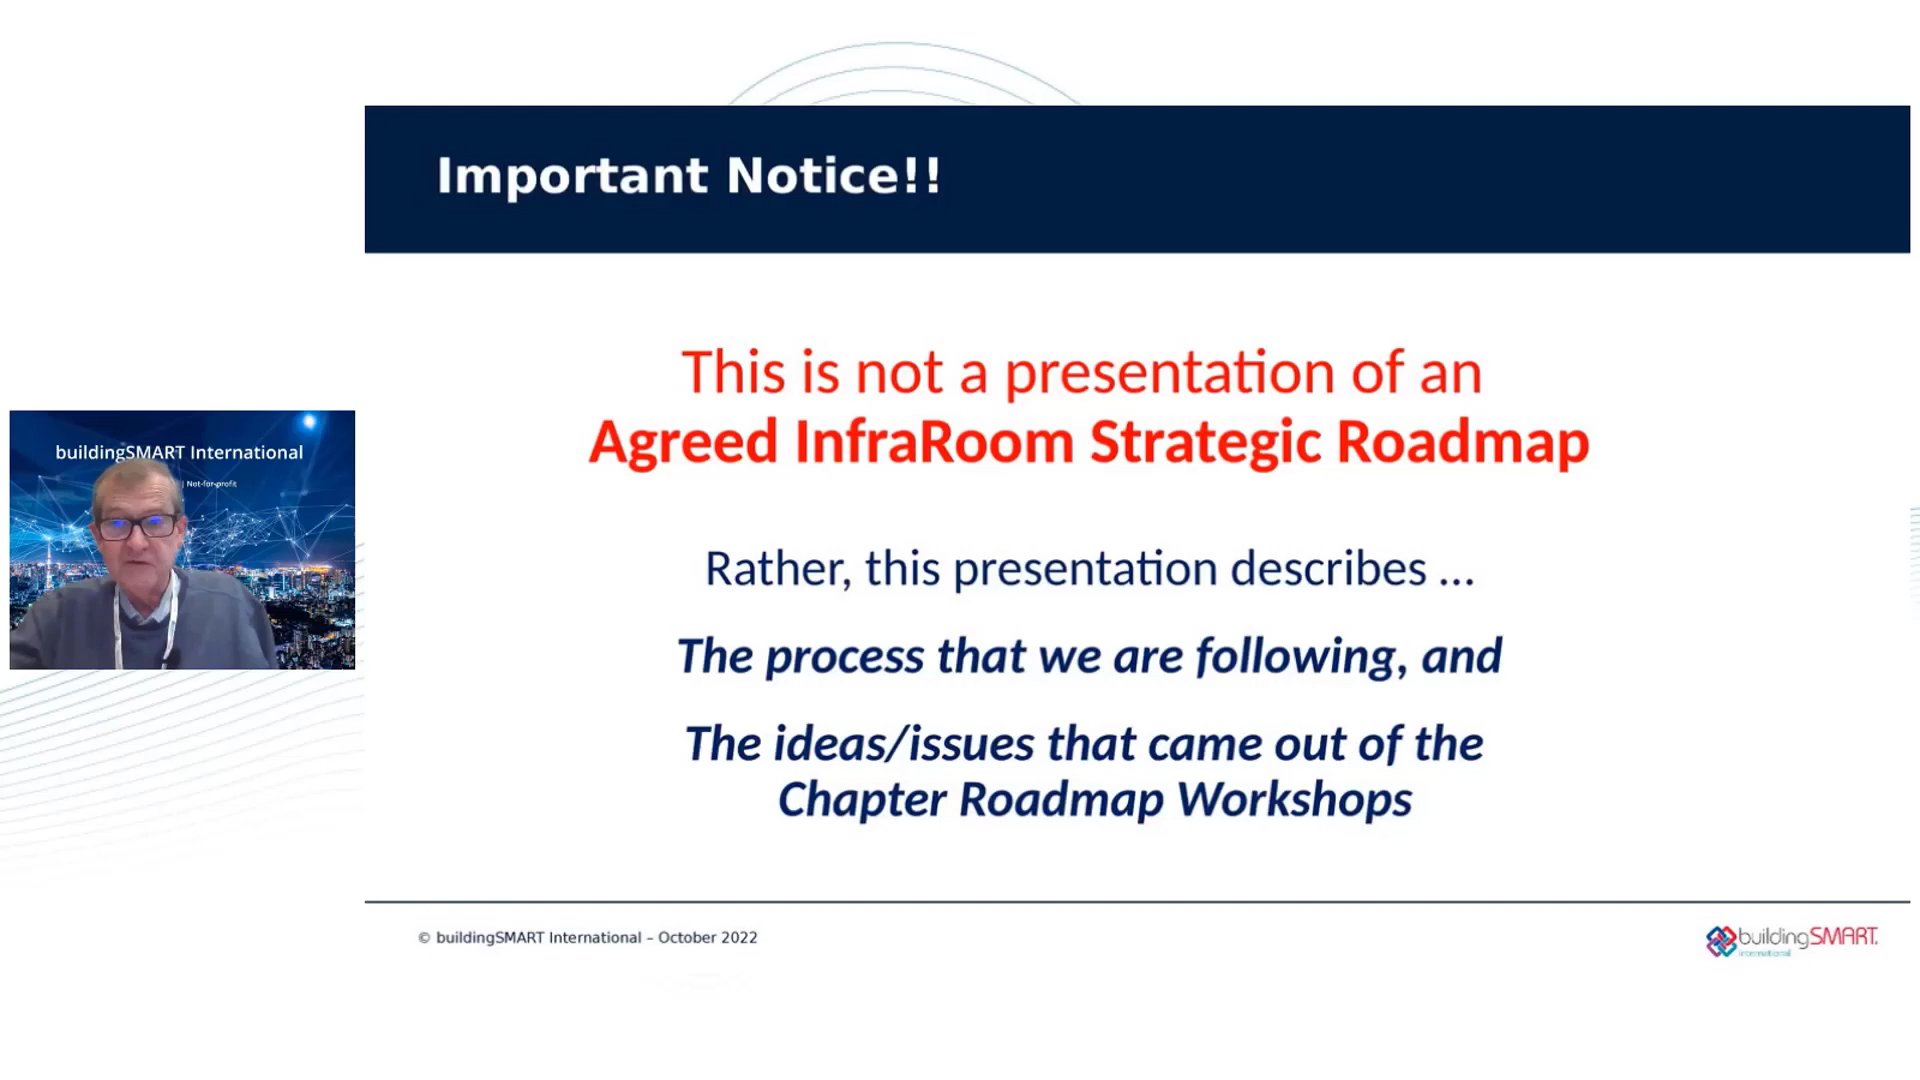 Important Notice!!
This is not a presentation of an
Agreed InfraRoom Strategic Roadmap
buildingSMART International
| Not-for-profit
Rather, this presentation describes ...
The process that we are following, and
The ideas/issues that came out of the
Chapter Roadmap Workshops
© buildingSMART International – October 2022
buildingSMART.
International